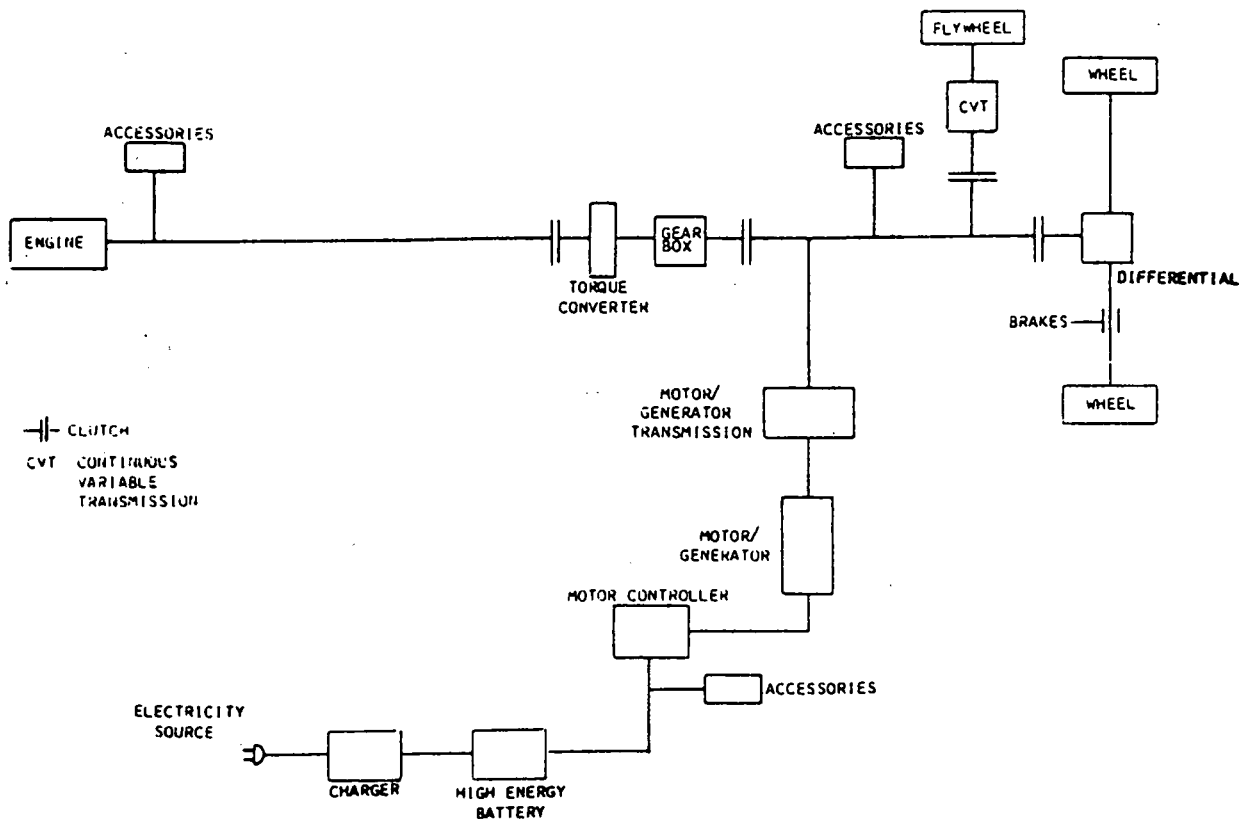 FLYWHEEL
WHEEL
CVT
ACCESSORIES
ACCESSORIES
ENGINE
GEAR
BOX
TORQUE
CONVERTER
DIFFERENTIAL
BRAKES
MOTOR/
GENERATOR
TRANSMISSION
WHEEL
CLUTCH
CVT CONTINUOUS
VARIABLE
TRANSMISSION
MOTOR/
GENERATOR
MOTOR CONTROLLER
ACCESSORIES
ELECTRICITY
SOURCE
CHARGER
HIGH ENERGY
BATTERY